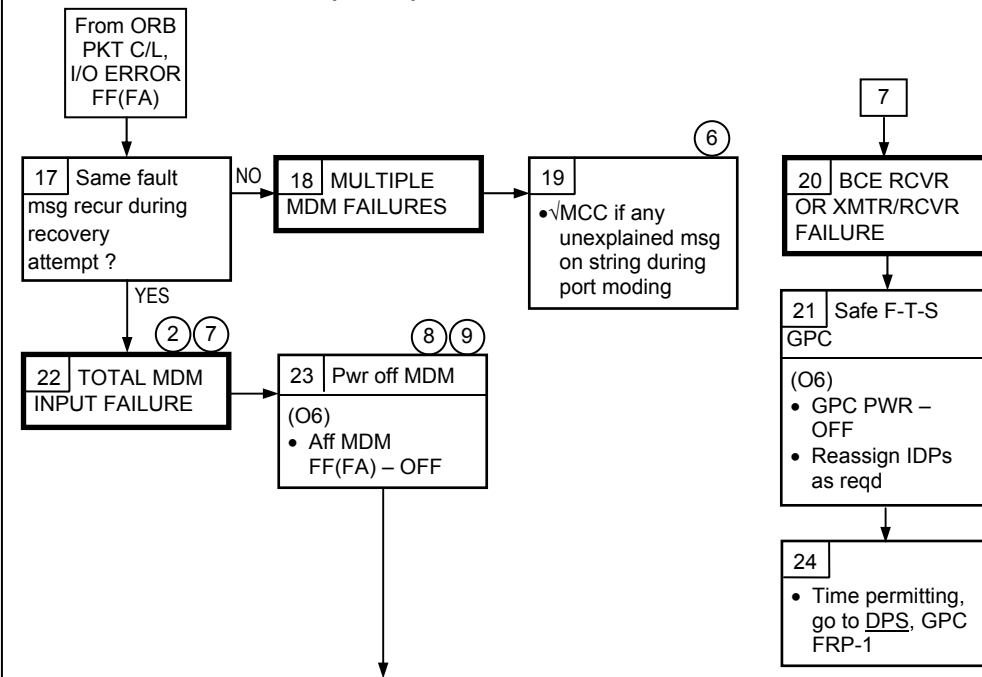 From ORB
PKT C/L,
I/O ERROR
FF(FA)
17 Same fault
msg recur during
recovery
attempt ?
NO
YES
18 MULTIPLE
MDM FAILURES
6
19
•√MCC if any
unexplained msg
on string during
port moding
2 7
22 TOTAL MDM
INPUT FAILURE
8 9
23 Pwr off MDM
(O6)
• Aff MDM
FF(FA) – OFF
7
20 BCE RCVR
OR XMTR/RCVR
FAILURE
21 Safe F-T-S
GPC
(O6)
• GPC PWR –
OFF
• Reassign IDPs
as reqd
24
• Time permitting,
go to DPS, GPC
FRP-1